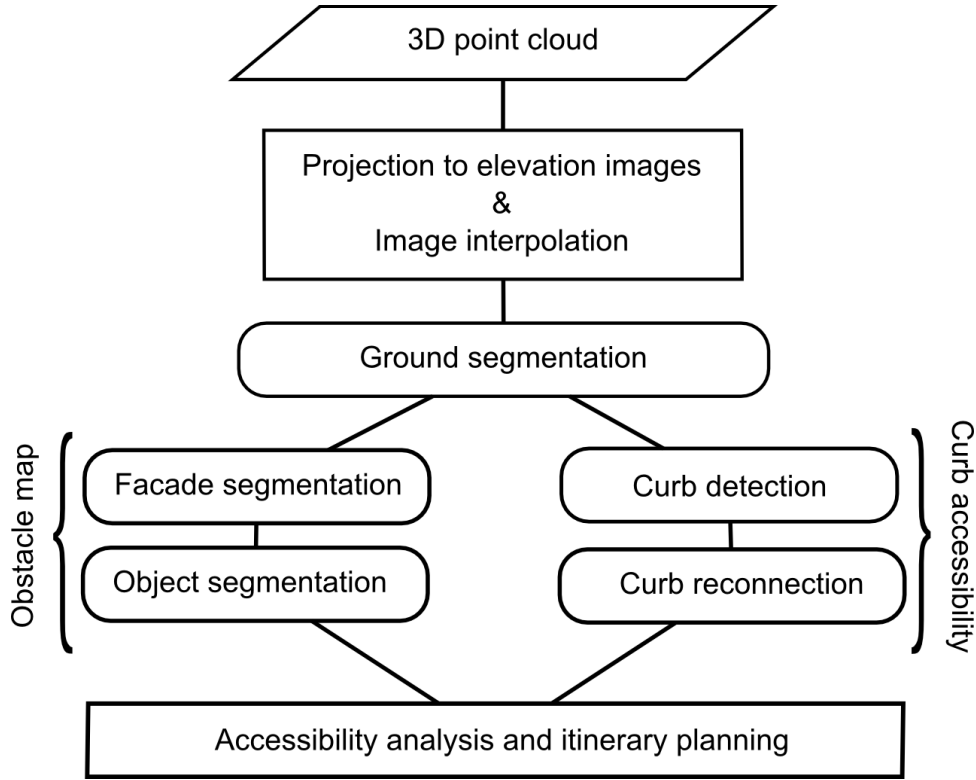 3D point cloud
Projection to elevation images
&
Image interpolation
Ground segmentation
Obstacle map
Facade segmentation
Object segmentation
Curb detection
Curb reconnection
Curb accessibility
Accessibility analysis and itinerary planning